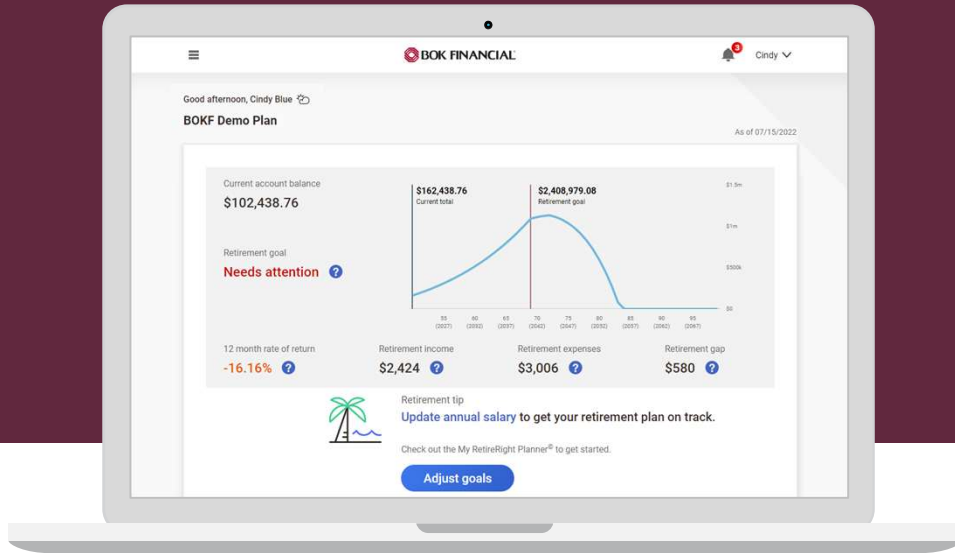 BOK FINANCIAL
3
Cindy
Good afternoon, Cindy Blue
BOKF Demo Plan
As of 07/15/2022
Current account balance
$102,438.76
Retirement goal
Needs attention ?
$162,438.76
Current total
$2,408,979.08
Retirement goal
$1.5m
$1m
$500k
$0
55 60 65 70 75 80 85 90 95
(2027) (2032) (2037) (2042) (2047) (2052) (2057) (2062) (2067)
12 month rate of return
-16.16% ?
Retirement income
$2,424 ?
Retirement expenses
$3,006 ?
Retirement gap
$580 ?
Retirement tip
Update annual salary to get your retirement plan on track.
Check out the My RetireRight Planner® to get started.
Adjust goals